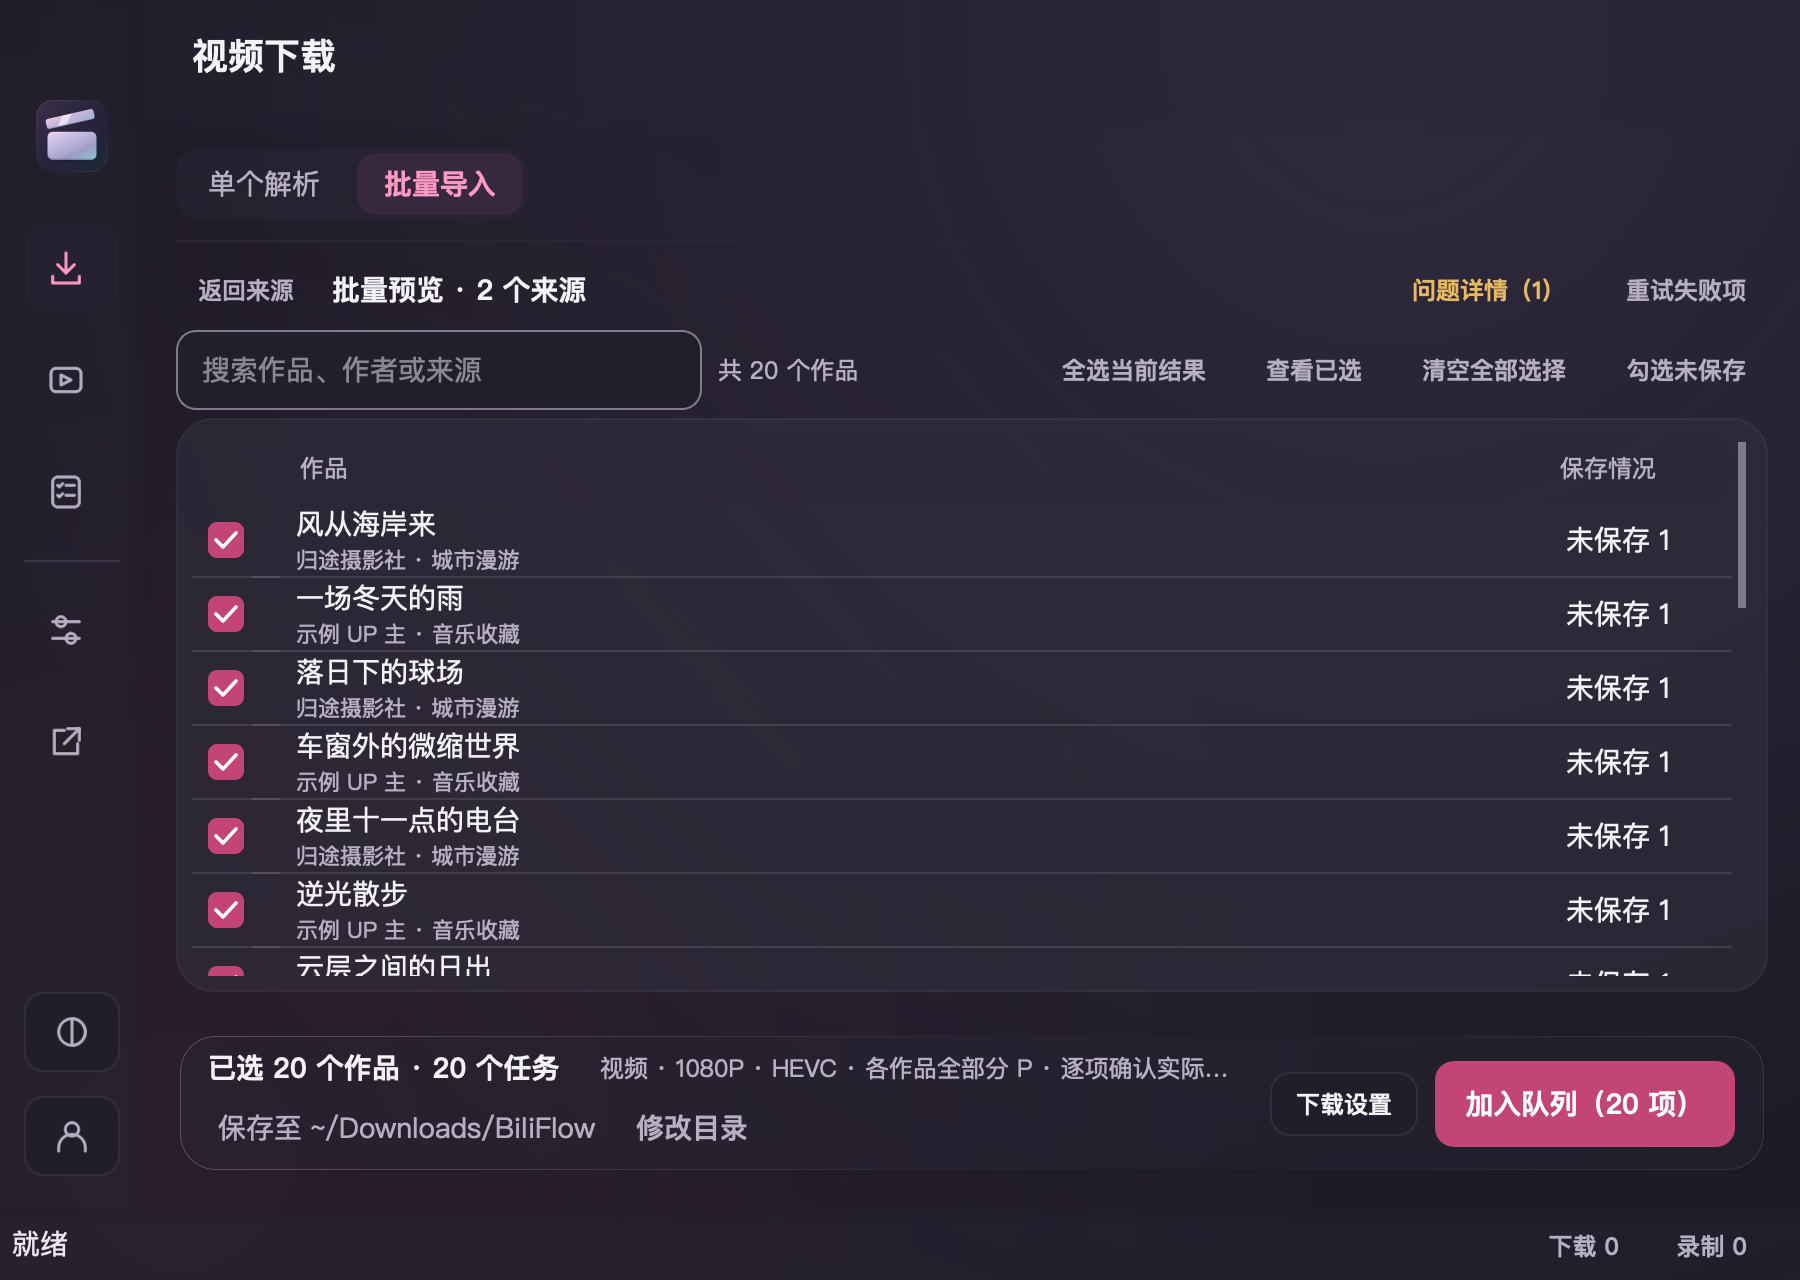 视频下载
单个解析 批量导入
返回来源 批量预览 · 2 个来源 问题详情（1） 重试失败项
搜索作品、作者或来源 共 20 个作品 全选当前结果 查看已选 清空全部选择 勾选未保存
作品 保存情况
风从海岸来
归途摄影社 · 城市漫游
未保存 1
一场冬天的雨
示例 UP 主 · 音乐收藏
未保存 1
落日下的球场
归途摄影社 · 城市漫游
未保存 1
车窗外的微缩世界
示例 UP 主 · 音乐收藏
未保存 1
夜里十一点的电台
归途摄影社 · 城市漫游
未保存 1
逆光散步
示例 UP 主 · 音乐收藏
未保存 1
云层之间的日出
未保存 1
已选 20 个作品 · 20 个任务 视频 · 1080P · HEVC · 各作品全部分 P · 逐项确认实际...
保存至 ~/Downloads/BiliFlow 修改目录
下载设置 加入队列（20 项）
就绪 下载 0 录制 0